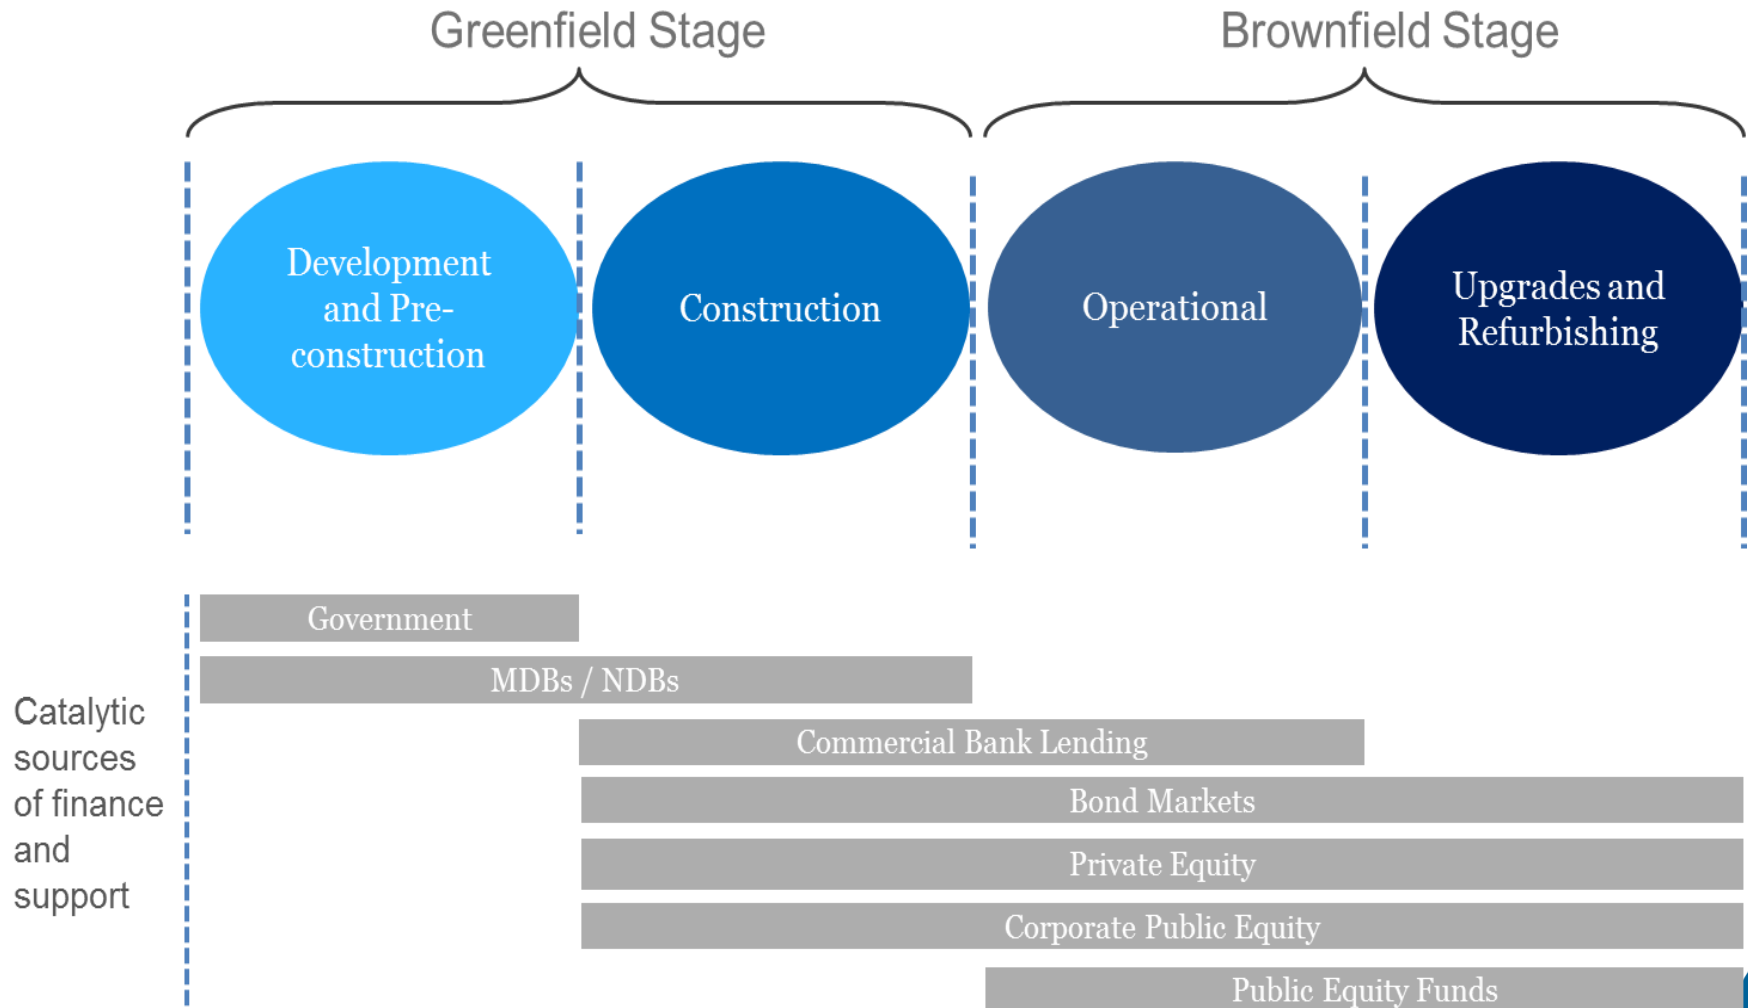 Greenfield Stage
Brownfield Stage
Development
and Pre-
construction
Construction
Operational
Upgrades and
Refurbishing
Catalytic
sources
of finance
and
support
Government
MDBs / NDBs
Commercial Bank Lending
Bond Markets
Private Equity
Corporate Public Equity
Public Equity Funds